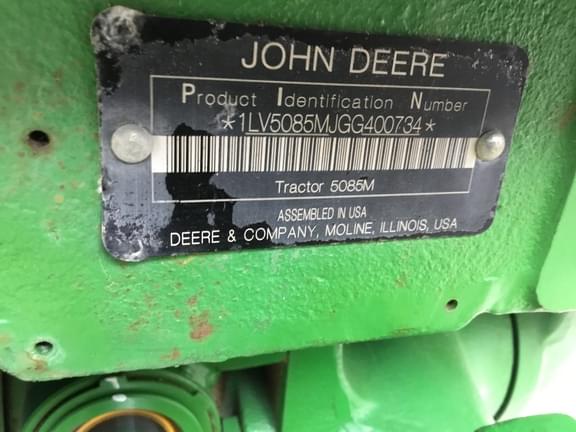 JOHN DEERE
Product Identification Number
*1LV5085MJGG400734*
Tractor 5085M
ASSEMBLED IN USA
DEERE & COMPANY, MOLINE, ILLINOIS, USA